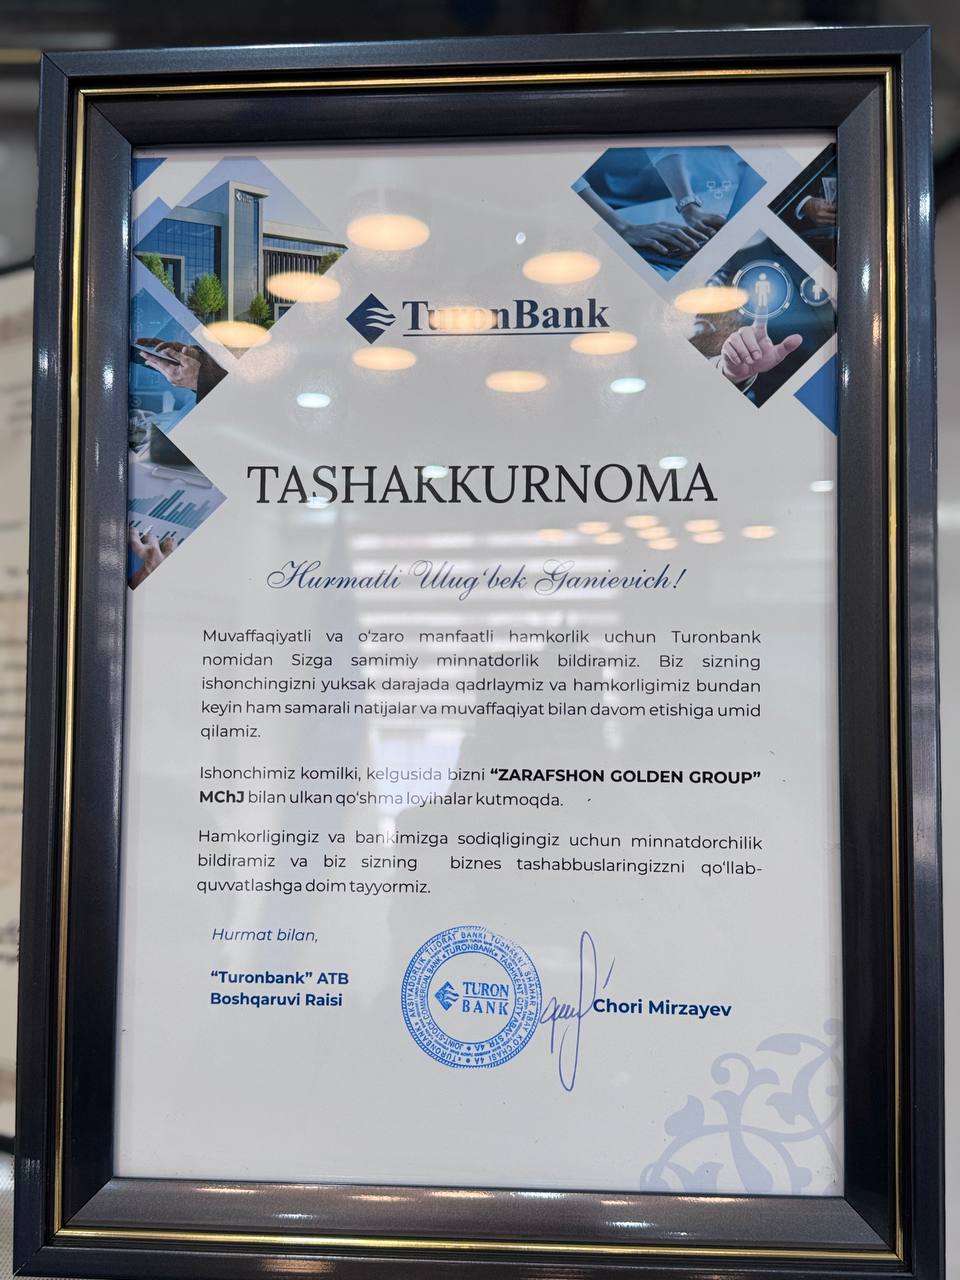 TuronBank
TASHAKKURNOMA
Hurmatli Ulug‘bek Ganievich!
Muvaffaqiyatli va o‘zaro manfaatli hamkorlik uchun Turonbank
nomidan Sizga samimiy minnatdorlik bildiramiz. Biz sizning
ishonchingizni yuksak darajada qadrlaymiz va hamkorligimiz bundan
keyin ham samarali natijalar va muvaffaqiyat bilan davom etishiga umid
qilamiz.
Ishonchimiz komilki, kelgusida bizni “ZARAFSHON GOLDEN GROUP”
MChJ bilan ulkan qo‘shma loyihalar kutmoqda.
Hamkorligingiz va bankimizga sodiqligingiz uchun minnatdorchilik
bildiramiz va biz sizning biznes tashabbuslaringizzni qo‘llab-
quvvatlashga doim tayyormiz.
Hurmat bilan,
“Turonbank” ATB
Boshqaruvi Raisi
TURON
BANK
Chori Mirzayev